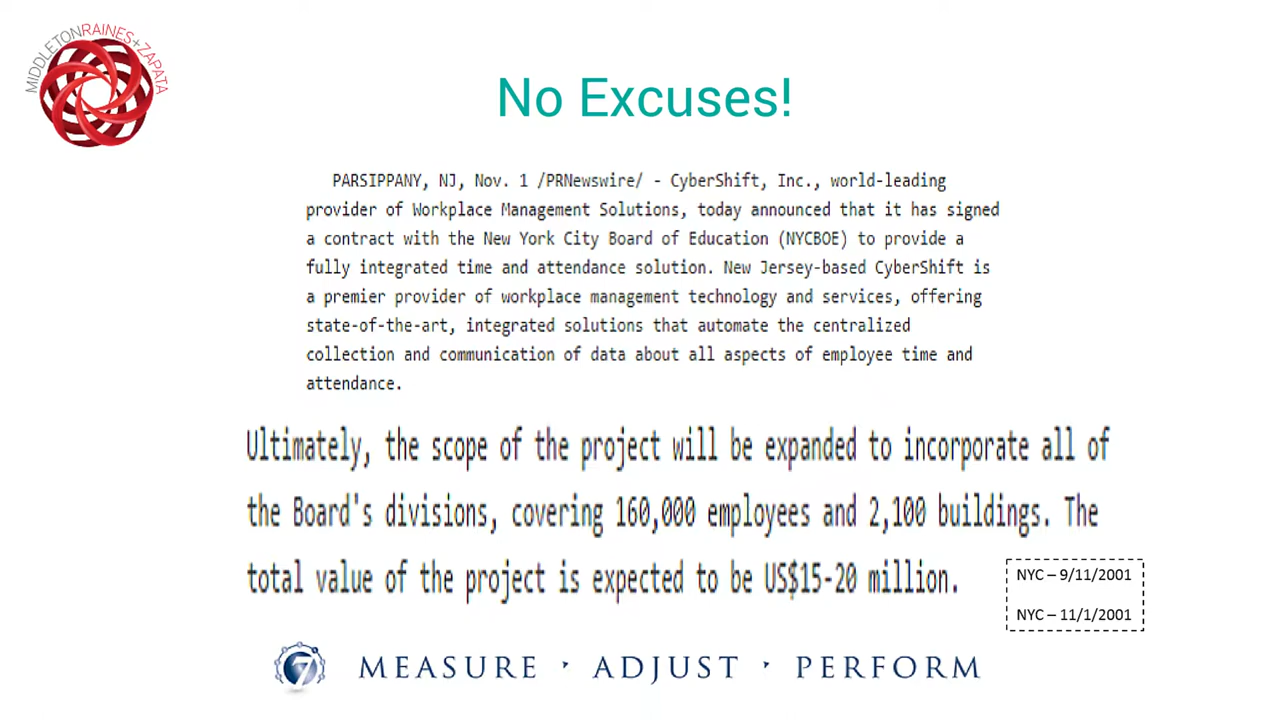 MIDDLETONRAINES+ZAPATA
No Excuses!
PARSIPPANY, NJ, Nov. 1 /PRNewswire/ - CyberShift, Inc., world-leading
provider of Workplace Management Solutions, today announced that it has signed
a contract with the New York City Board of Education (NYCBOE) to provide a
fully integrated time and attendance solution. New Jersey-based CyberShift is
a premier provider of workplace management technology and services, offering
state-of-the-art, integrated solutions that automate the centralized
collection and communication of data about all aspects of employee time and
attendance.
Ultimately, the scope of the project will be expanded to incorporate all of
the Board's divisions, covering 160,000 employees and 2,100 buildings. The
total value of the project is expected to be US$15-20 million.
NYC – 9/11/2001
NYC – 11/1/2001
7 MEASURE · ADJUST · PERFORM